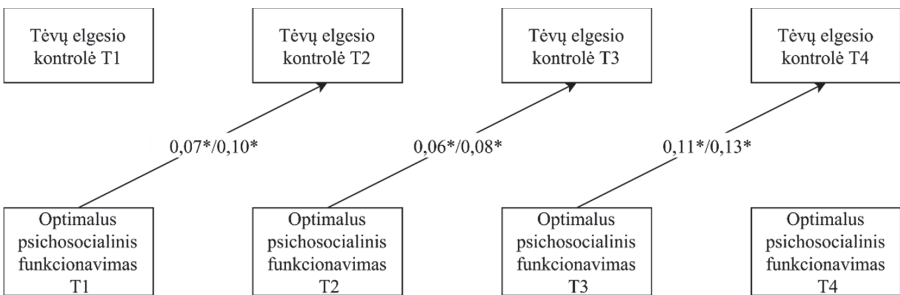 Tėvų elgesio
kontrolė T1
Tėvų elgesio
kontrolė T2
Tėvų elgesio
kontrolė T3
Tėvų elgesio
kontrolė T4
0,07*/0,10*
0,06*/0,08*
0,11*/0,13*
Optimalus
psichosocialinis
funkcionavimas
T1
Optimalus
psichosocialinis
funkcionavimas
T2
Optimalus
psichosocialinis
funkcionavimas
T3
Optimalus
psichosocialinis
funkcionavimas
T4